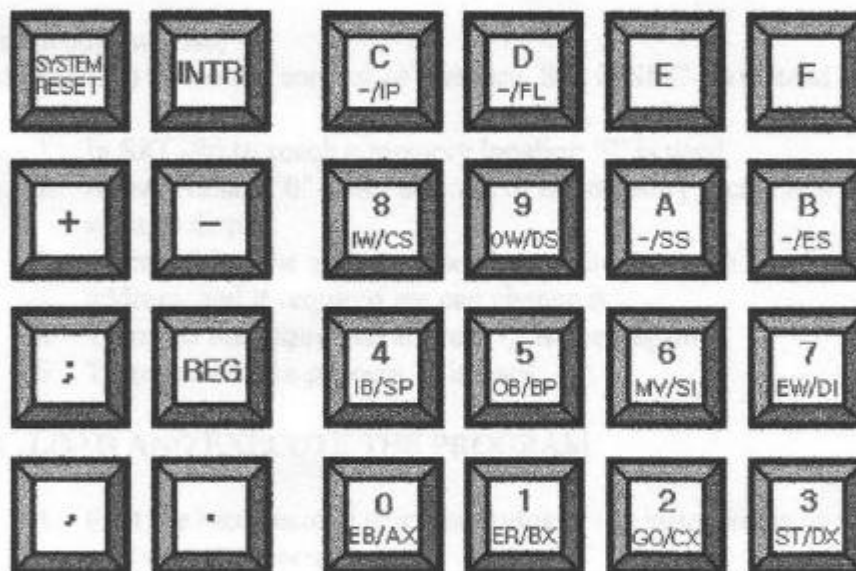 SYSTEM
RESET
INTR
C
-/IP
D
-/FL
E
F
+
-
8
IW/CS
9
OW/DS
A
-/SS
B
-/ES
;
REG
4
IB/SP
5
OB/BP
6
MV/SI
7
EW/DI
,
.
0
EB/AX
1
ER/BX
2
GO/CX
3
ST/DX